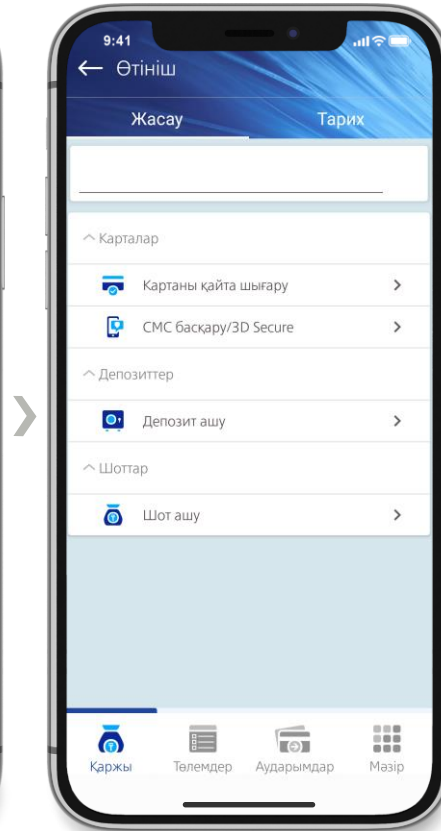 9:41
Өтініш
Жасау Тарих
Карталар
Картаны қайта шығару
СМС басқару/3D Secure
Депозиттер
Депозит ашу
Шоттар
Шот ашу
Қаржы Төлемдер Аударымдар Мәзір